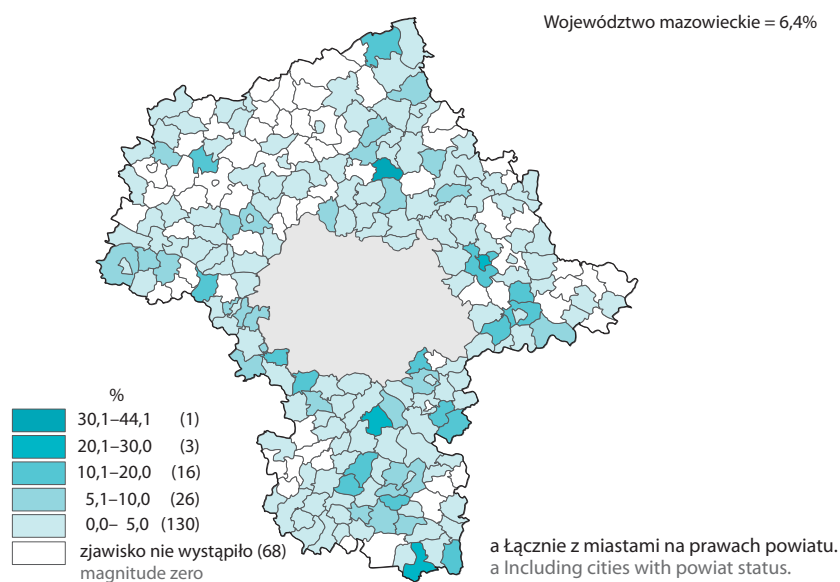 Województwo mazowieckie = 6,4%
%
30,1–44,1 (1)
20,1–30,0 (3)
10,1–20,0 (16)
5,1–10,0 (26)
0,0– 5,0 (130)
zjawisko nie wystąpiło (68)
magnitude zero
a Łącznie z miastami na prawach powiatu.
a Including cities with powiat status.